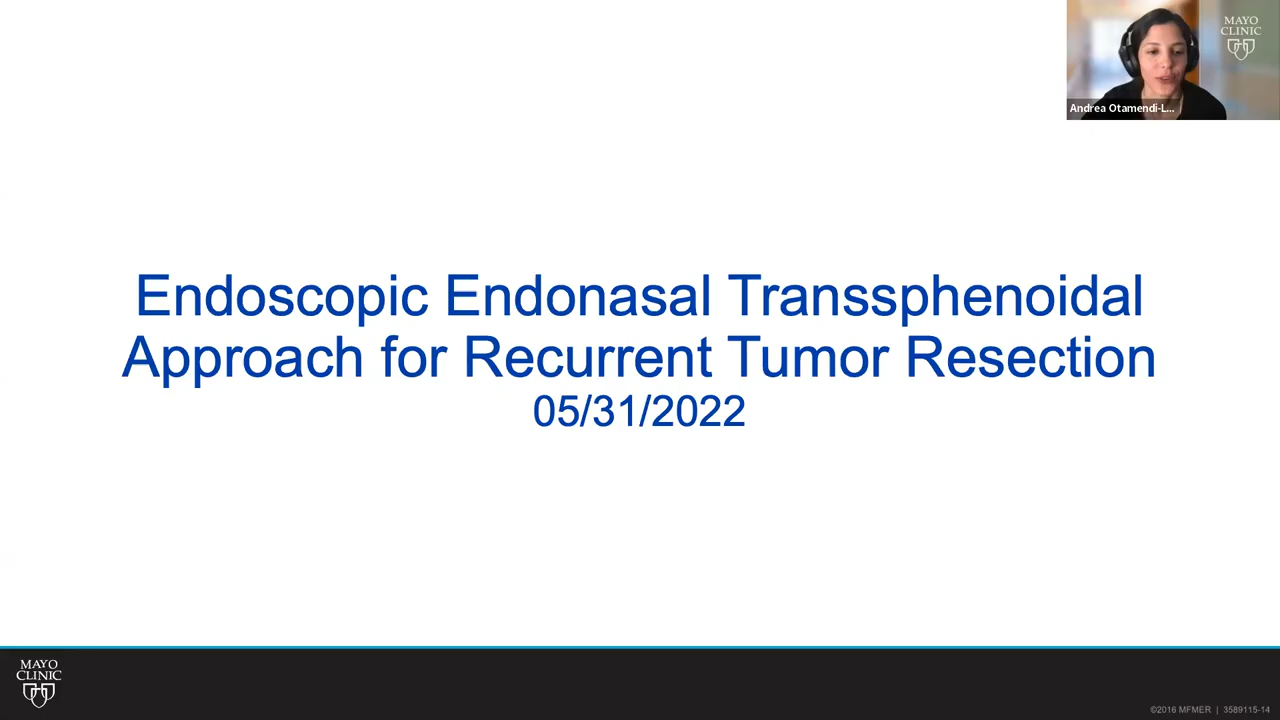 MAYO
CLINIC
Andrea Otamendi-L...
Endoscopic Endonasal Transsphenoidal
Approach for Recurrent Tumor Resection
05/31/2022
MAYO
CLINIC
©2016 MFMER | 3589115-14